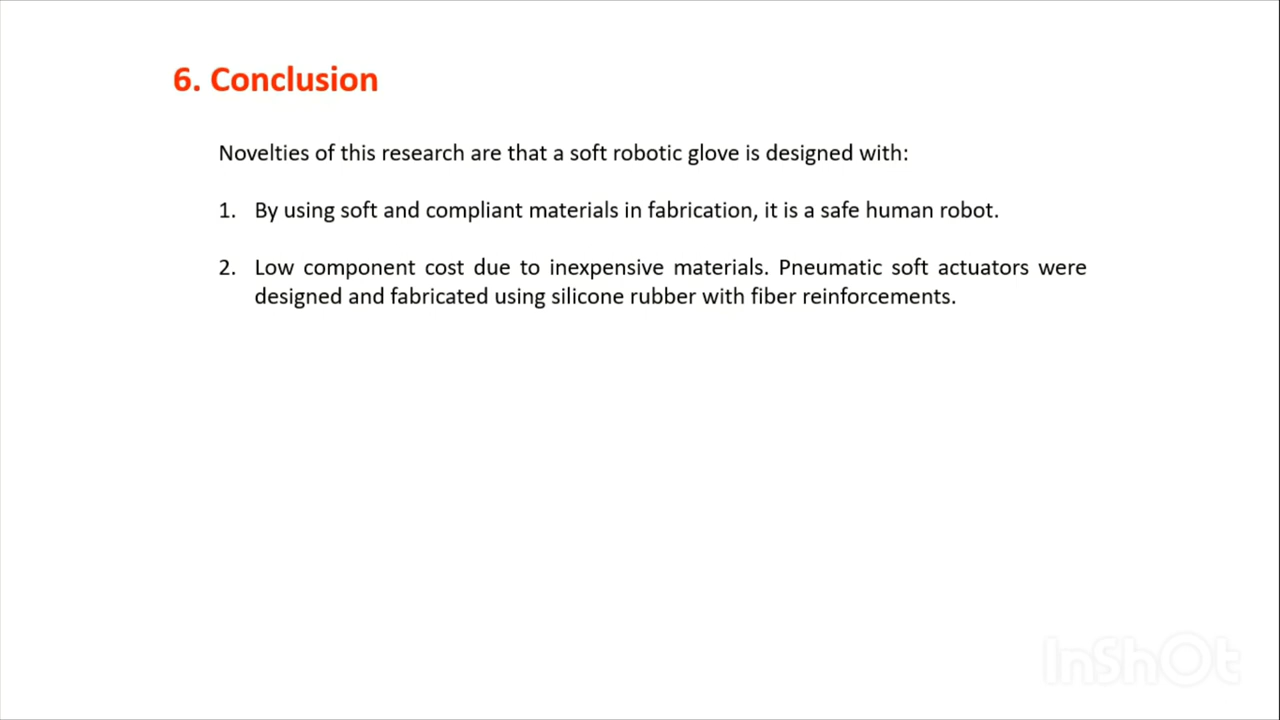 6. Conclusion
Novelties of this research are that a soft robotic glove is designed with:
1. By using soft and compliant materials in fabrication, it is a safe human robot.
2. Low component cost due to inexpensive materials. Pneumatic soft actuators were
designed and fabricated using silicone rubber with fiber reinforcements.
InShOt